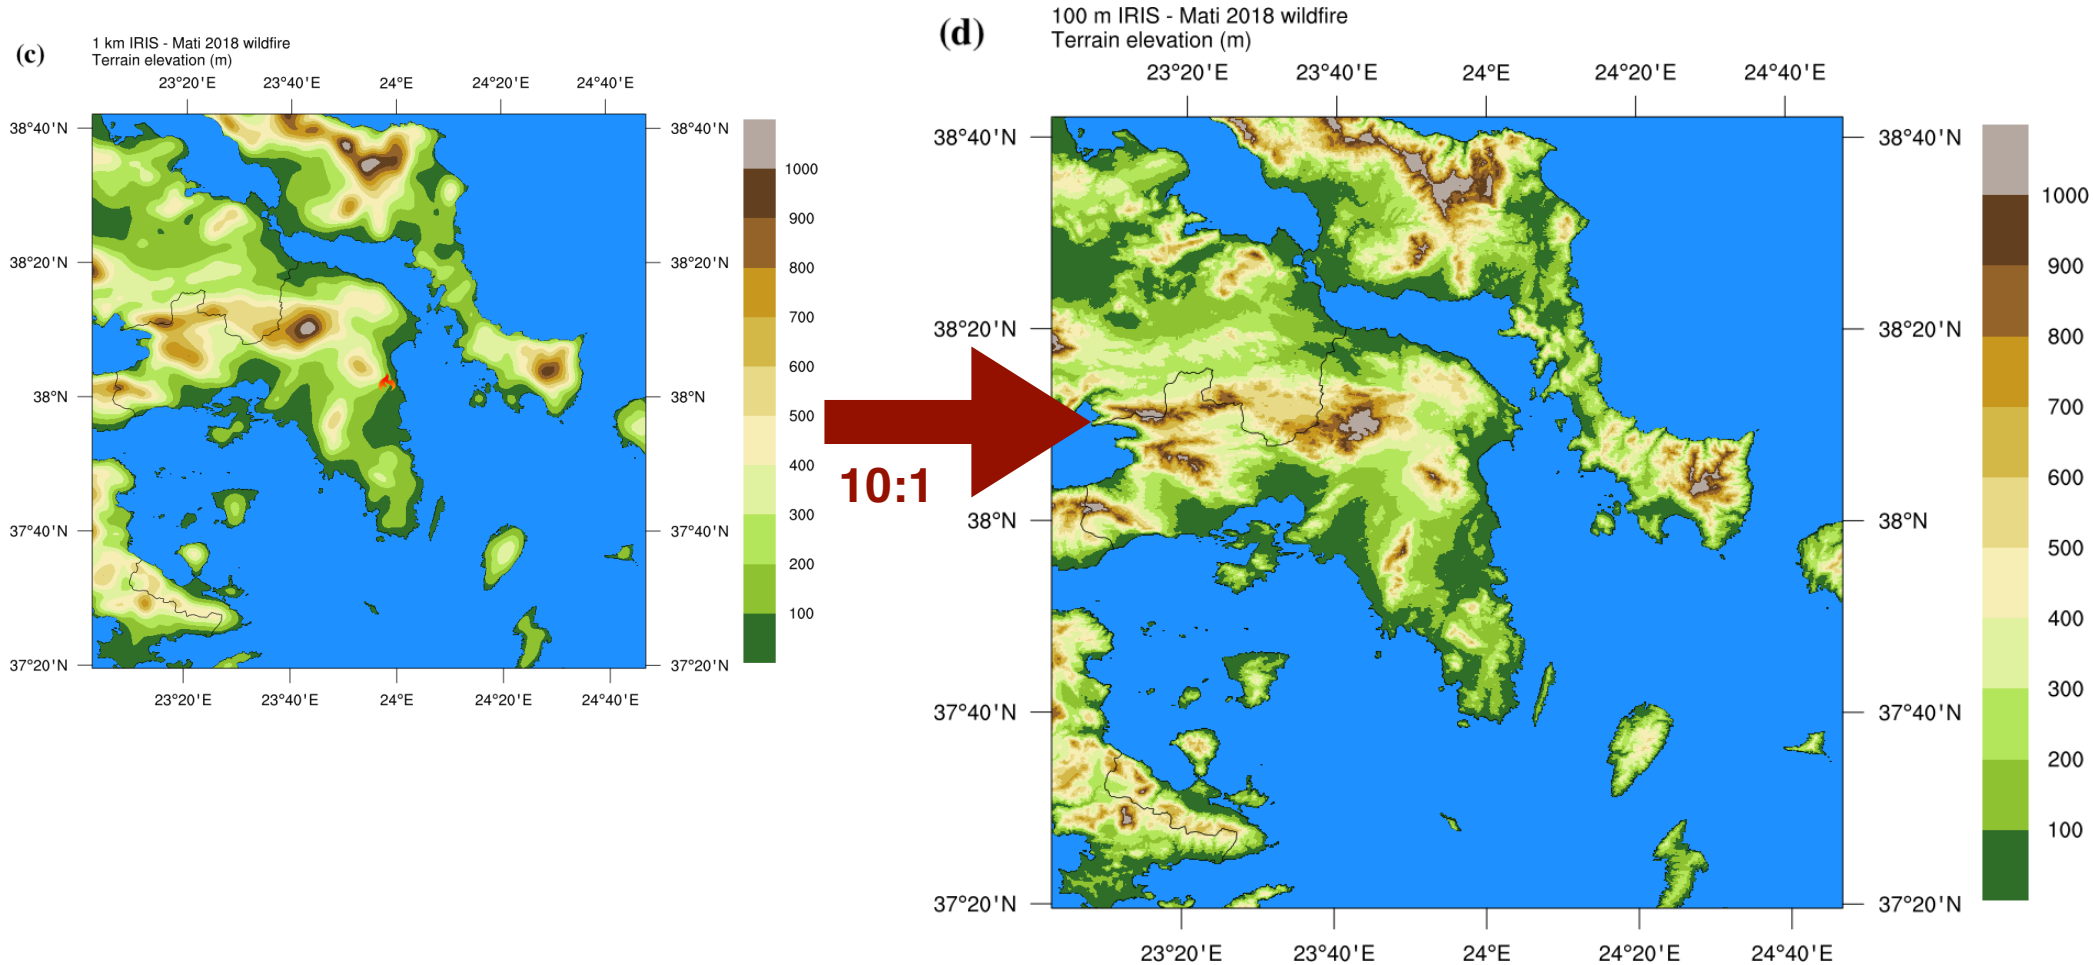 (c)
1 km IRIS - Mati 2018 wildfire
Terrain elevation (m)
23°20'E 23°40'E 24°E 24°20'E 24°40'E
38°40'N 38°40'N
38°20'N 38°20'N
38°N 38°N
37°40'N 37°40'N
37°20'N 37°20'N
23°20'E 23°40'E 24°E 24°20'E 24°40'E
1000
900
800
700
600
500
400
300
200
100
10:1
(d)
100 m IRIS - Mati 2018 wildfire
Terrain elevation (m)
23°20'E 23°40'E 24°E 24°20'E 24°40'E
38°40'N 38°40'N
38°20'N 38°20'N
38°N 38°N
37°40'N 37°40'N
37°20'N 37°20'N
23°20'E 23°40'E 24°E 24°20'E 24°40'E
1000
900
800
700
600
500
400
300
200
100